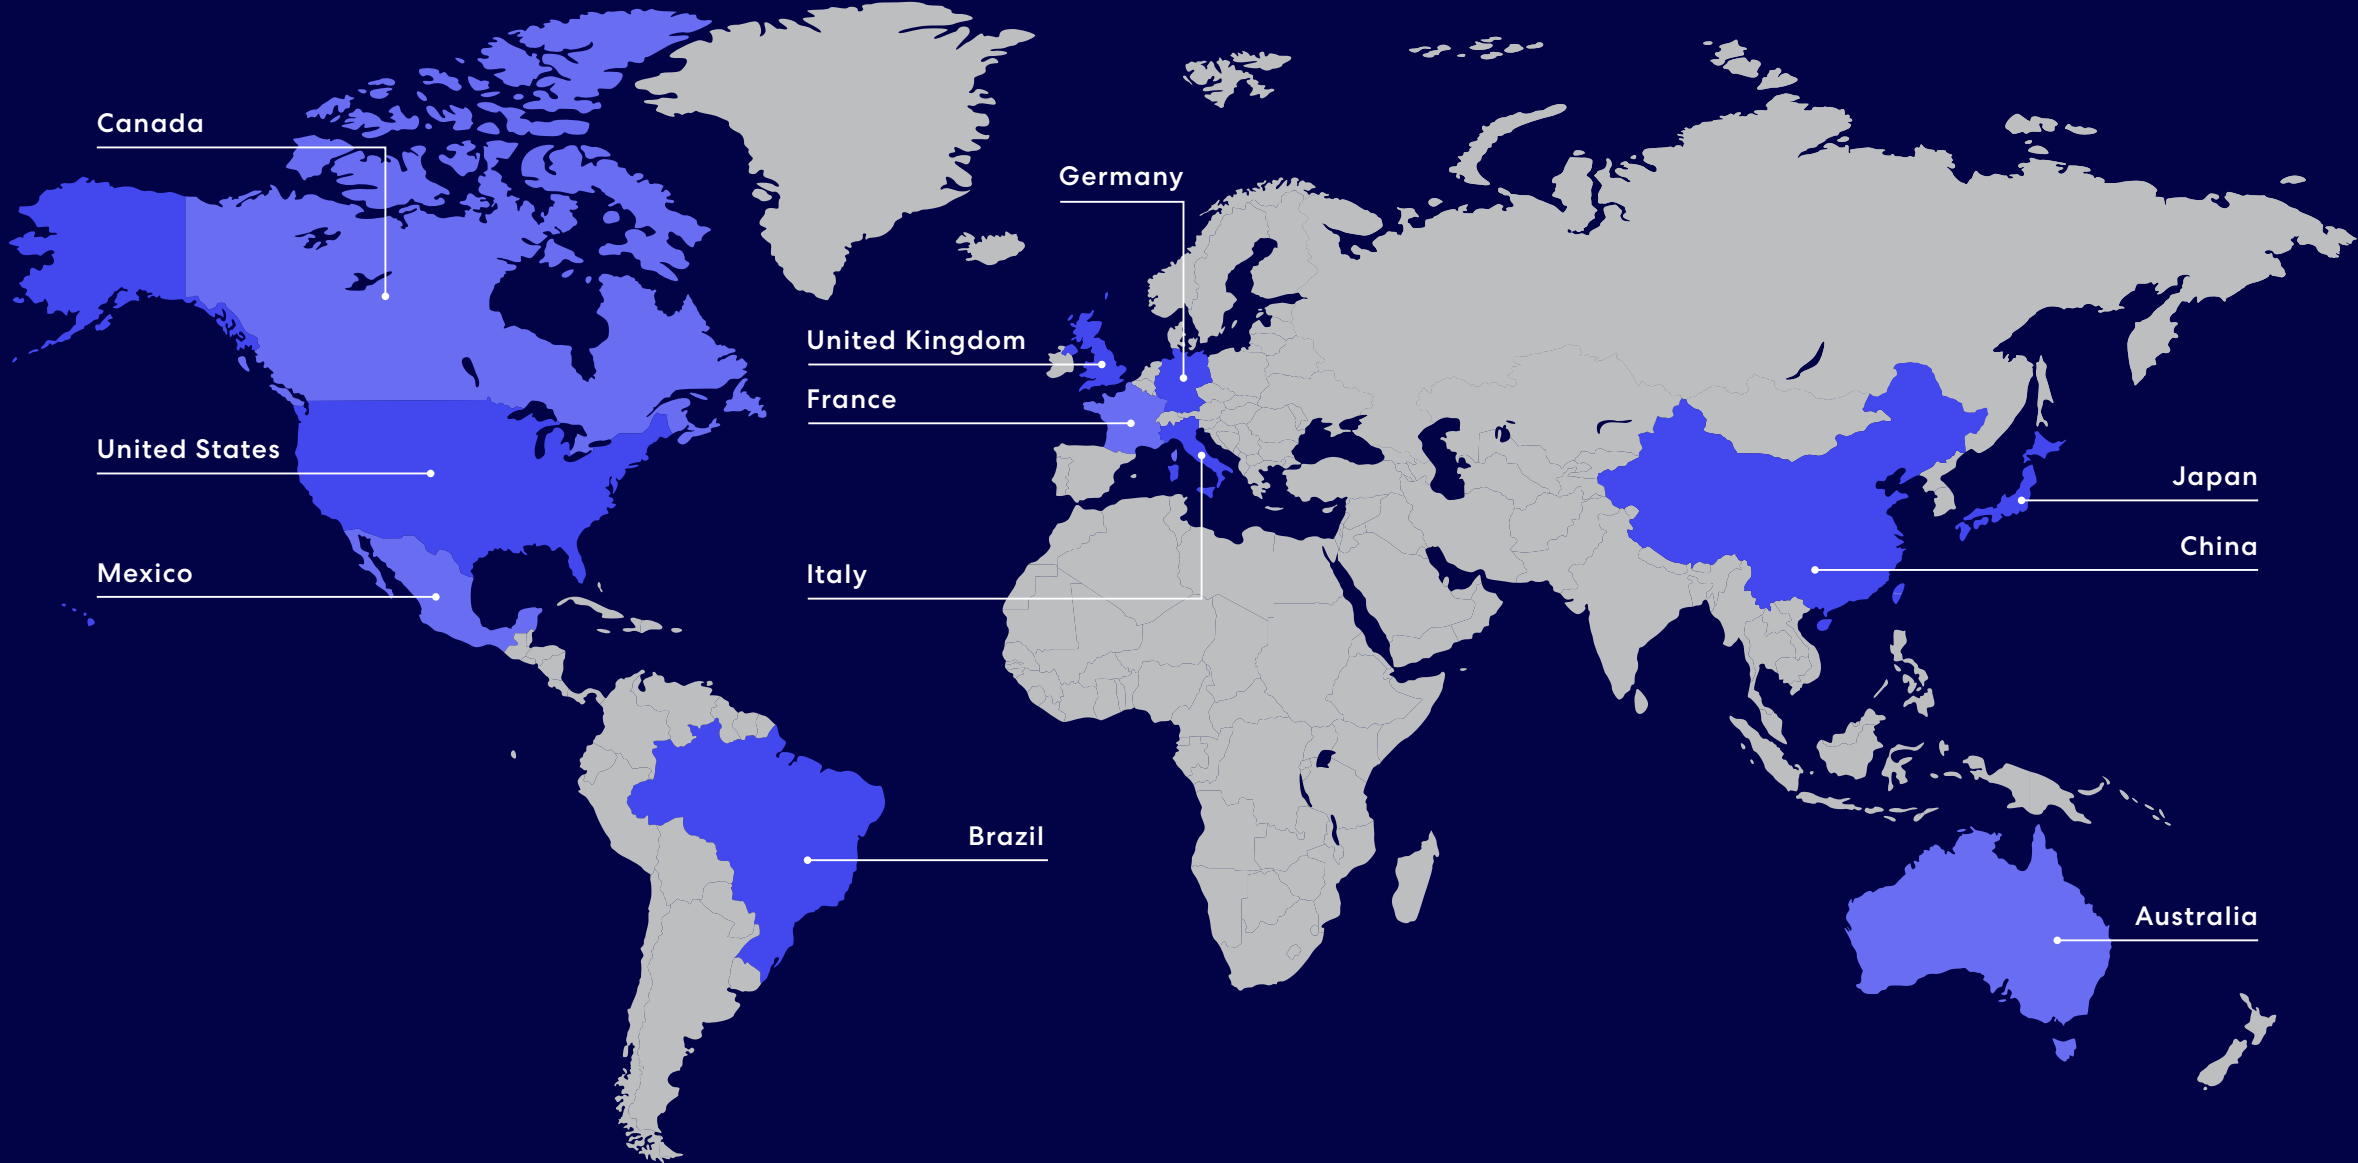 Canada
Germany
United Kingdom
France
United States
Japan
China
Mexico
Italy
Brazil
Australia